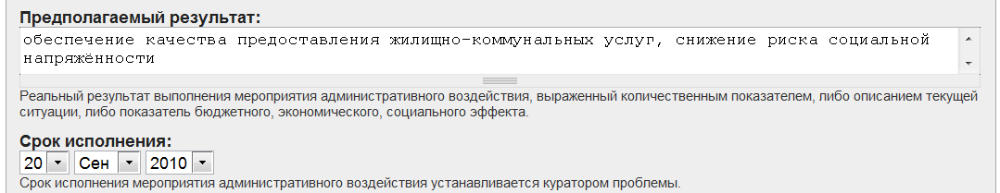 Предполагаемый результат:
обеспечение качества предоставления жилищно-коммунальных услуг, снижение риска социальной
напряжённости
Реальный результат выполнения мероприятия административного воздействия, выраженный количественным показателем, либо описанием текущей
ситуации, либо показатель бюджетного, экономического, социального эффекта.
Срок исполнения:
20 Сен 2010
Срок исполнения мероприятия административного воздействия устанавливается куратором проблемы.